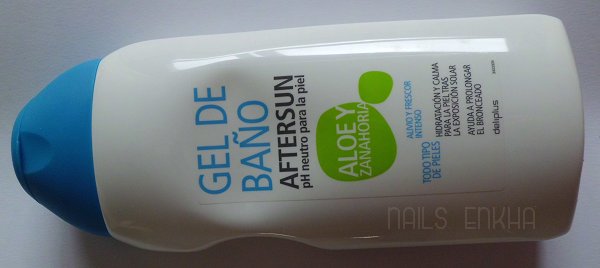 GEL DE
BAÑO
AFTERSUN
pH neutro para la piel
ALOE Y
ZANAHORIA
ALIVIO Y FRESCOR
INTENSO
TODO TIPO
DE PIELES
HIDRATACIÓN Y CALMA
PARA LA PIEL TRAS
LA EXPOSICIÓN SOLAR
AYUDA A PROLONGAR
EL BRONCEADO
deliplus
NAILS ENKHA